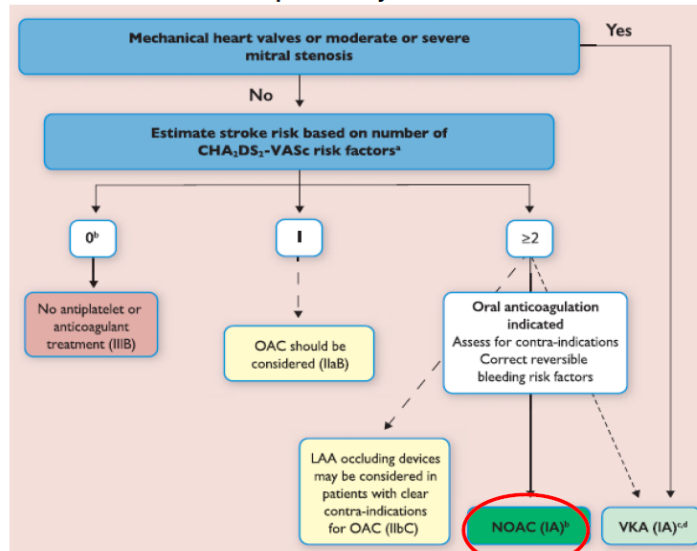 Mechanical heart valves or moderate or severe
mitral stenosis
Yes
No
Estimate stroke risk based on number of
CHA₂DS₂-VASc risk factorsᵃ
0ᵇ
1
≥2
No antiplatelet or
anticoagulant
treatment (IIIB)
OAC should be
considered (IIaB)
Oral anticoagulation
indicated
Assess for contra-indications
Correct reversible
bleeding risk factors
LAA occluding devices
may be considered in
patients with clear
contra-indications
for OAC (IIbC)
NOAC (IA)ᵇ
VKA (IA)ᶜ,ᵈ